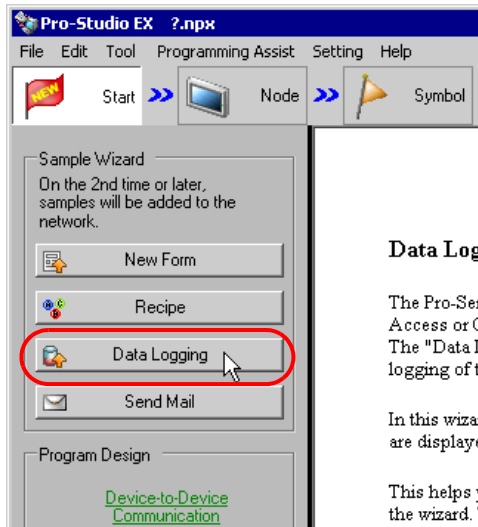 Pro-Studio EX ?.npx
File Edit Tool Programming Assist Setting Help
NEW Start Node Symbol
Sample Wizard
On the 2nd time or later,
samples will be added to the
network.
New Form
Recipe
Data Logging
Send Mail
Program Design
Device-to-Device
Communication
Data Log
The Pro-Se
Access or
The "Data
logging of
In this wiza
are displaye
This helps
the wizard.